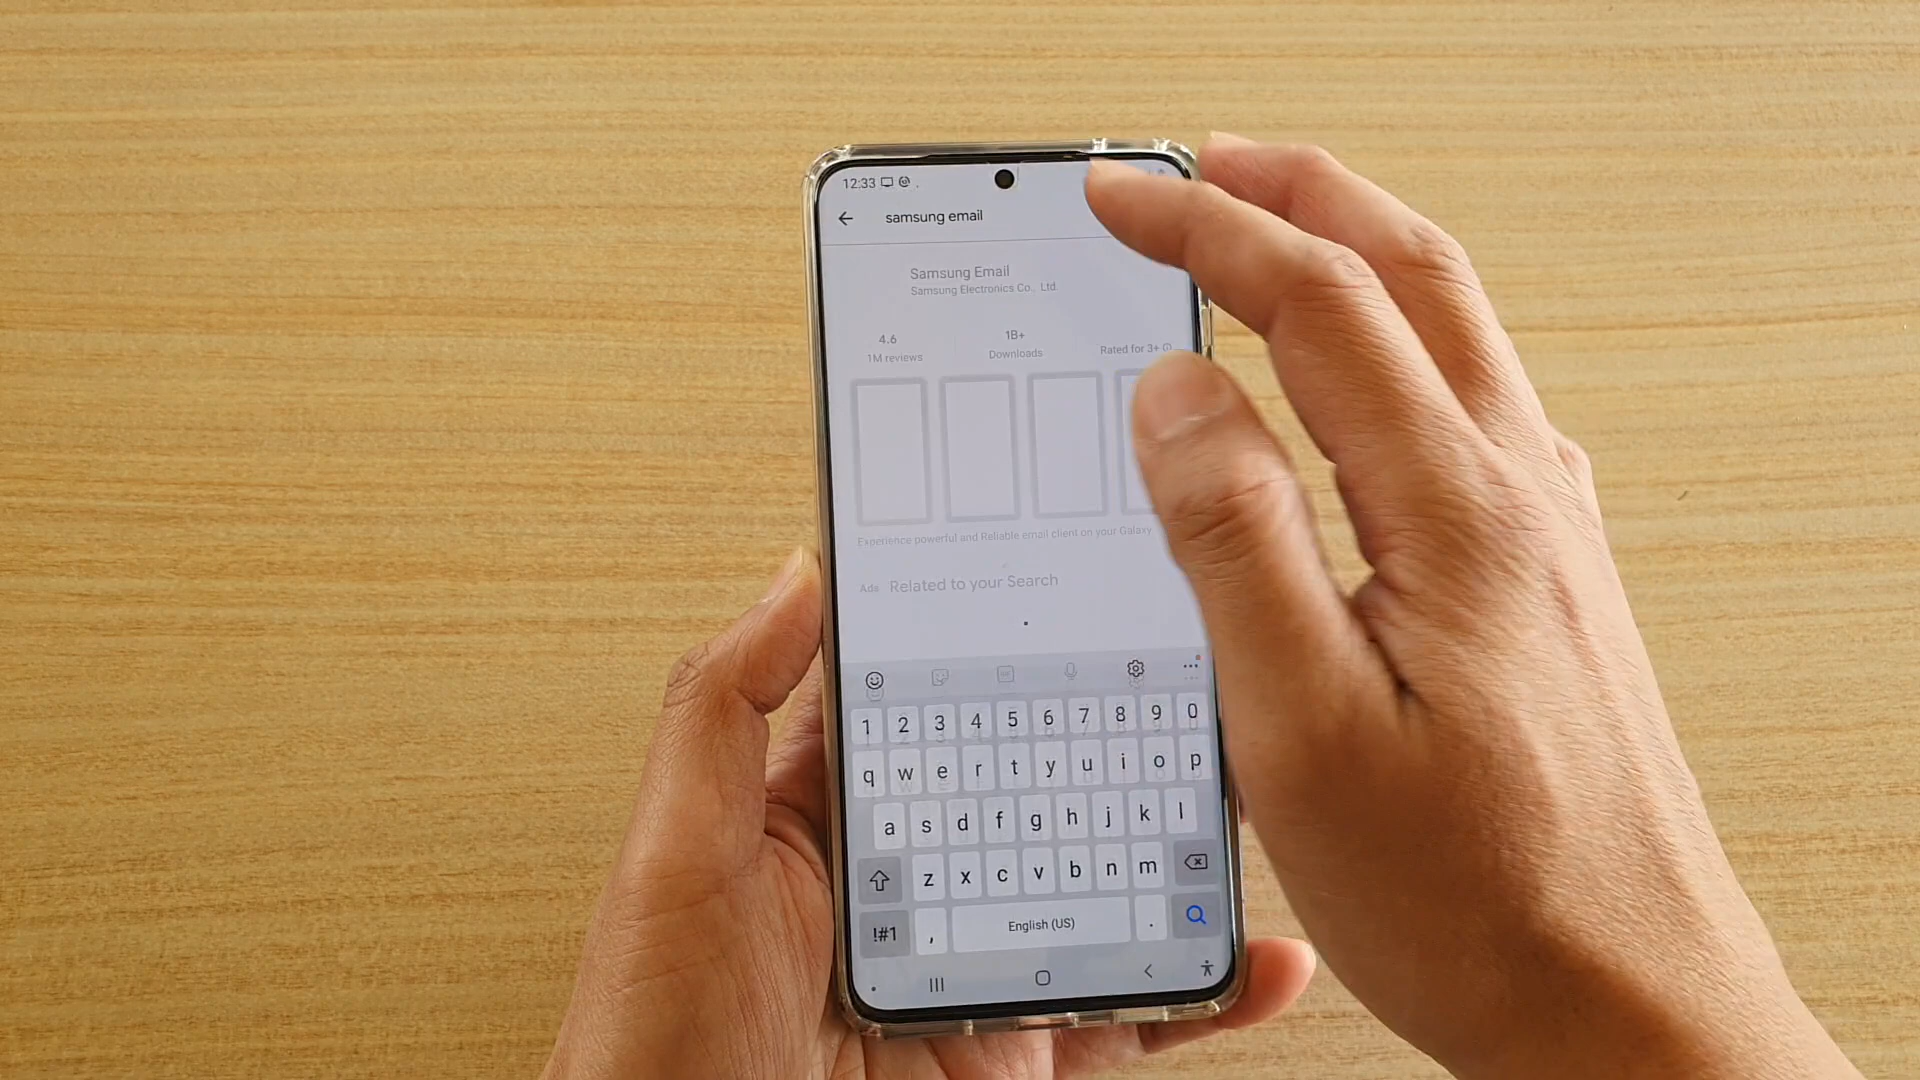 12:33
samsung email
Samsung Email
Samsung Electronics Co., Ltd.
4.6
1M reviews
1B+
Downloads
Rated for 3+
Experience powerful and Reliable email client on your Galaxy
Ads Related to your Search
1 2 3 4 5 6 7 8 9 0
q w e r t y u i o p
a s d f g h j k l
z x c v b n m
!#1 , English (US) .